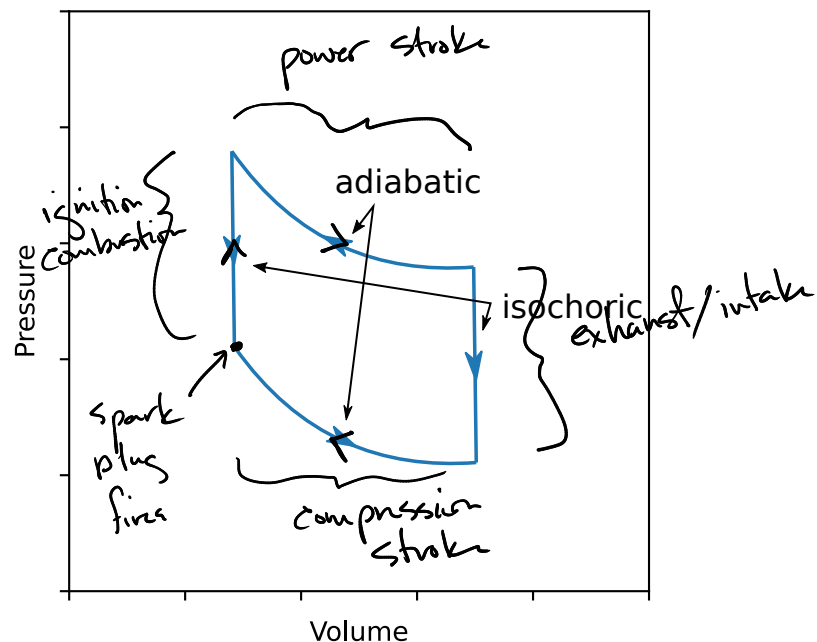 power stroke
adiabatic
ignition
combustion
Pressure
isochoric
exhaust/intake
spark
plug
fires
compression
stroke
Volume